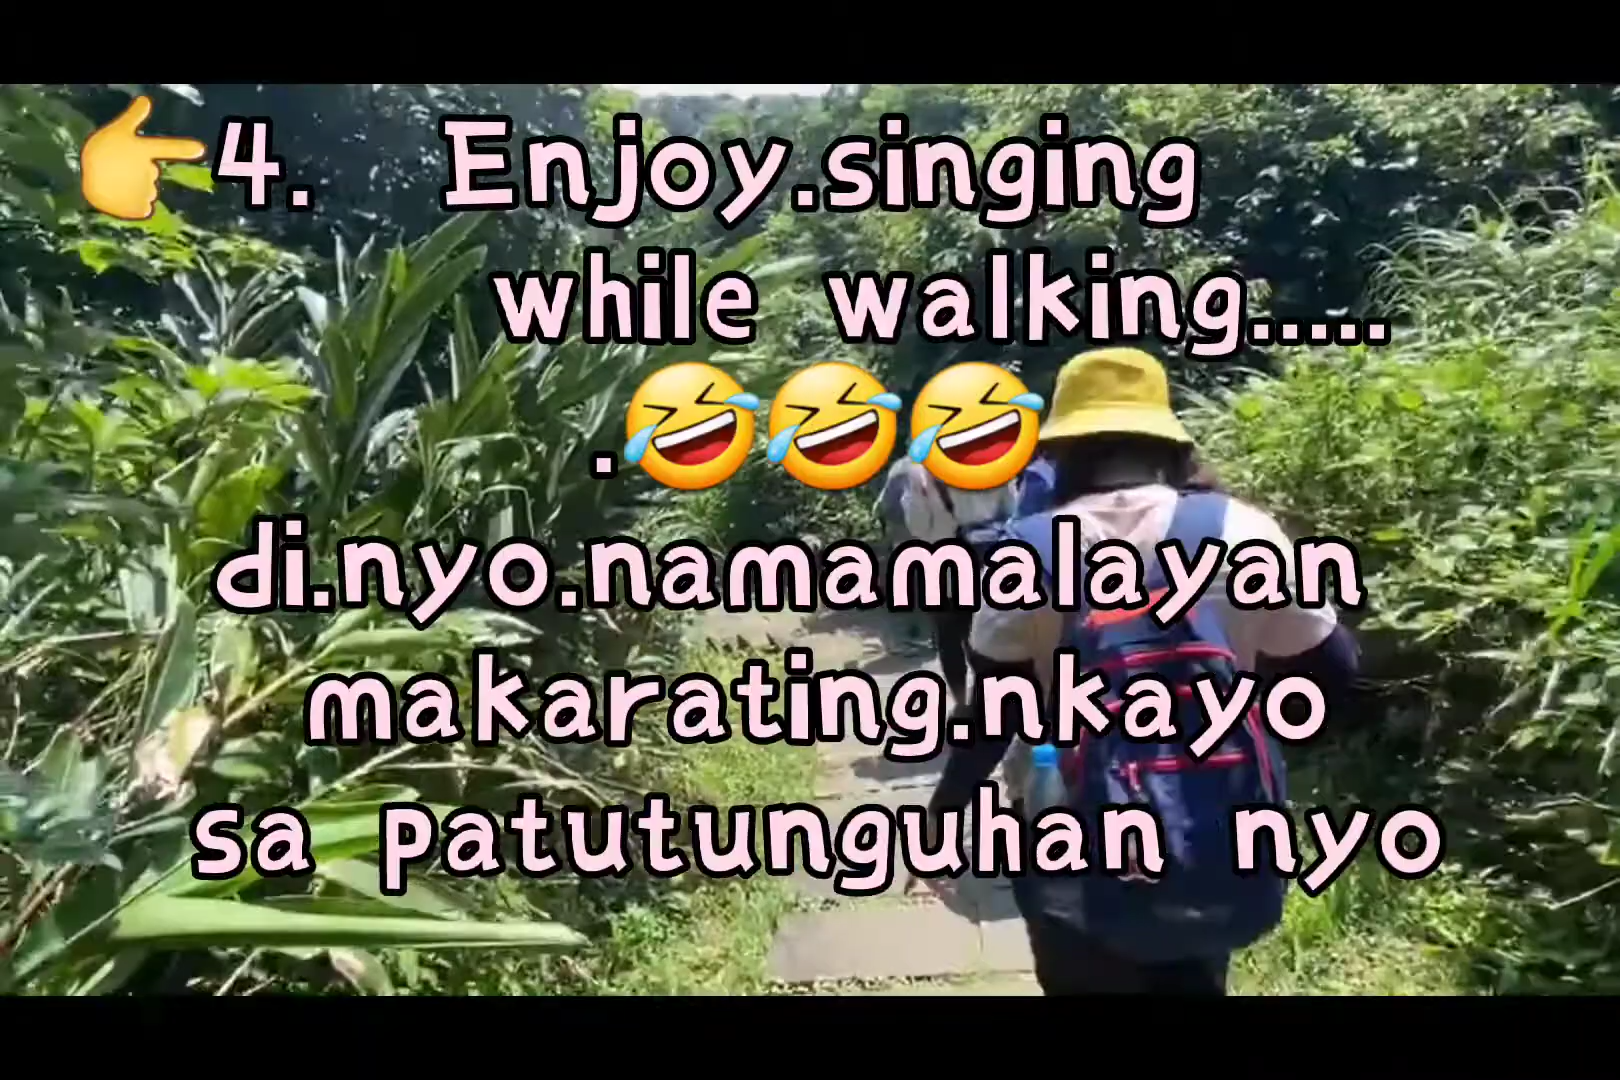 👉4. Enjoy.singing
while walking.....
.🤣🤣🤣
di.nyo.namamalayan
makarating.nkayo
sa patutunguhan nyo